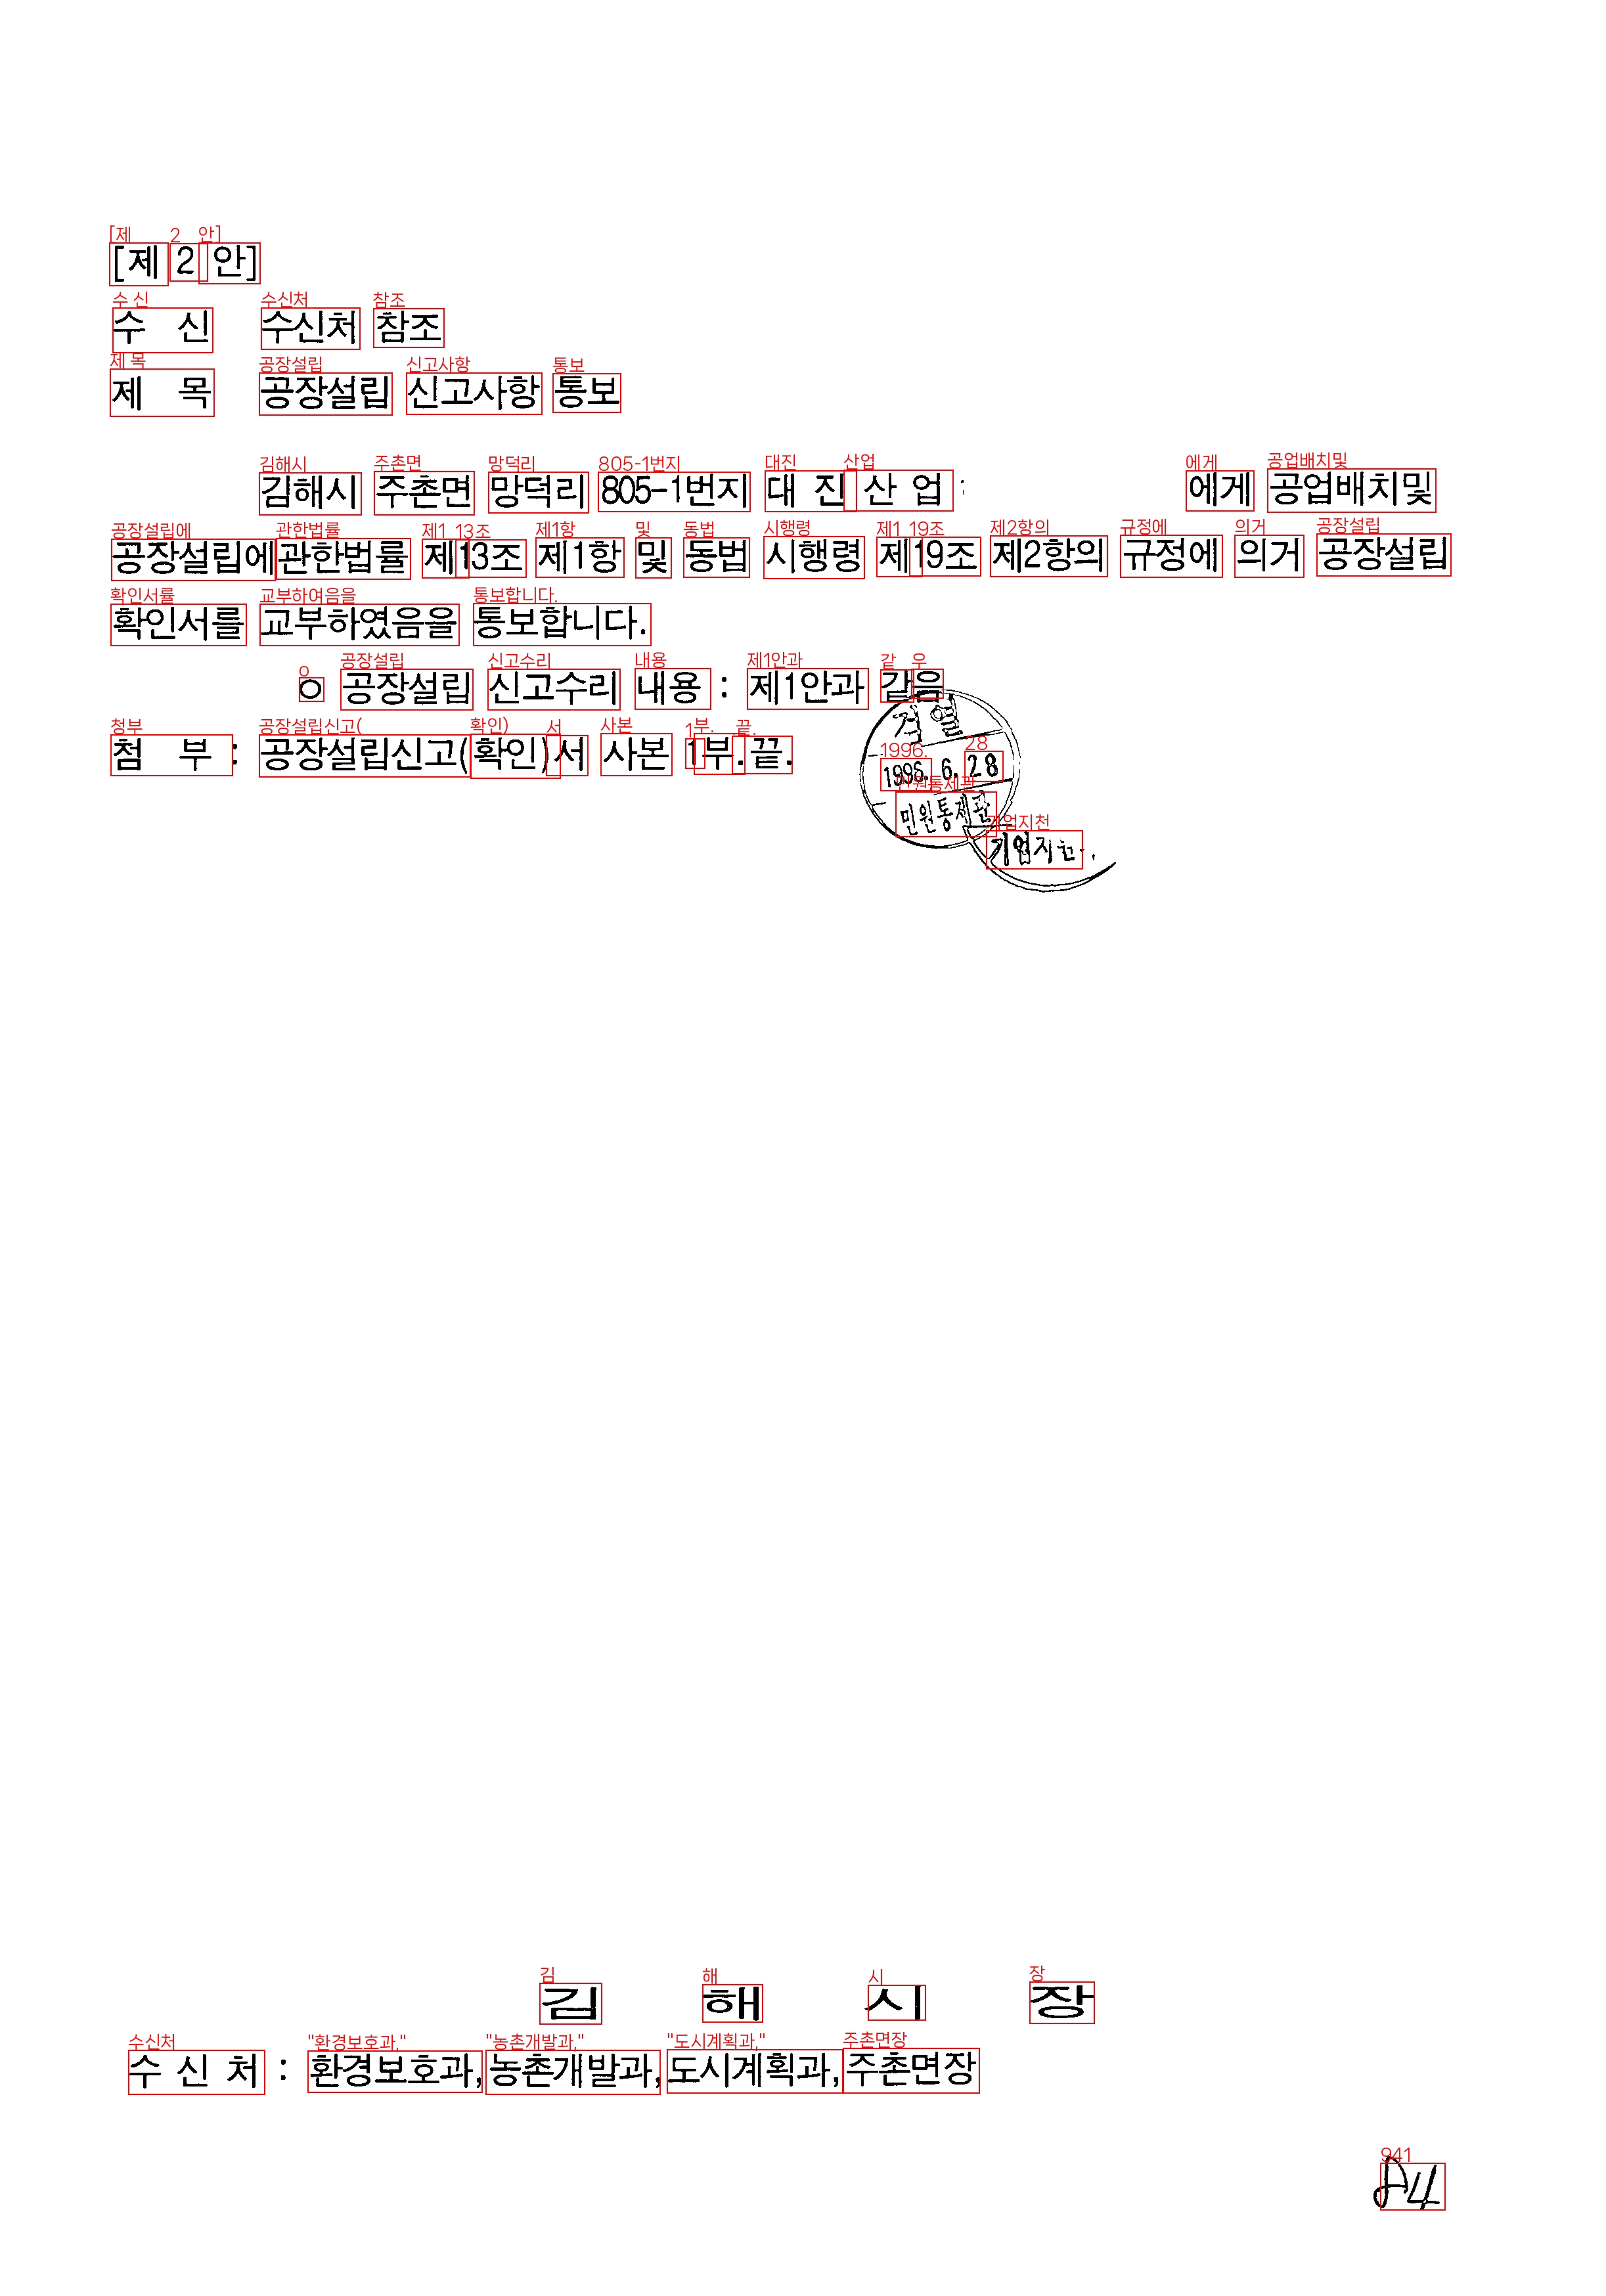 [제 2 안]
수 신 수신처 참조
제 목 공장설립 신고사항 통보
김해시 주촌면 망덕리 805-1번지 대 진 산 업 에게 공업배치및
공장설립에관한법률 제13조 제1항 및 동법 시행령 제19조 제2항의 규정에 의거 공장설립
확인서를 교부하였음을 통보합니다.
ㅇ 공장설립 신고수리 내용 : 제1안과 같음
첨 부 : 공장설립신고(확인)서 사본 1부.끝.
검열
1996. 6. 28
민원통제관
김 해 시 장
수 신 처 : 환경보호과,농촌개발과,도시계획과,주촌면장